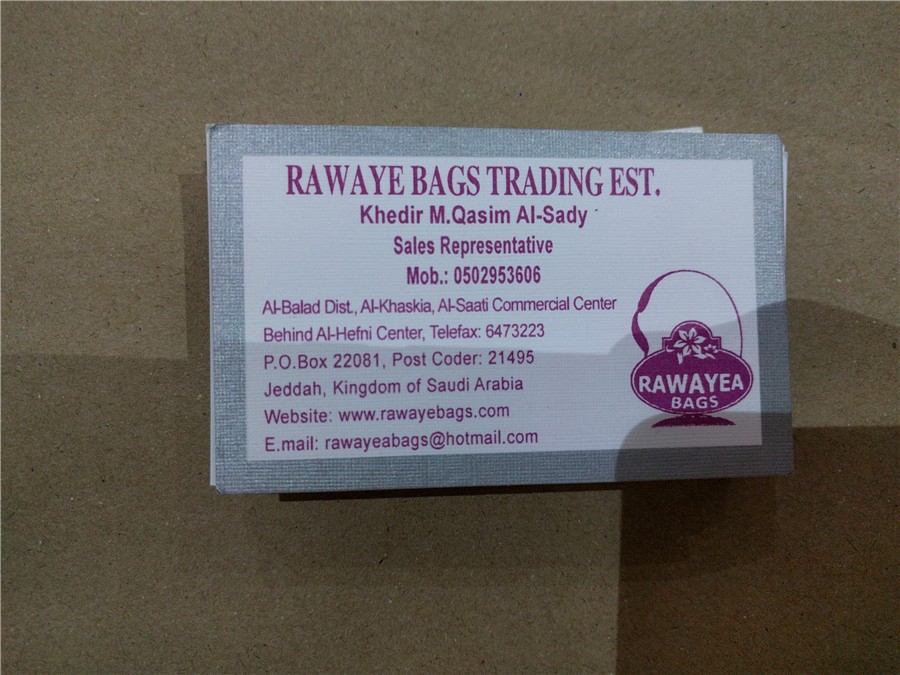 RAWAYE BAGS TRADING EST.
Khedir M.Qasim Al-Sady
Sales Representative
Mob.: 0502953606
Al-Balad Dist., Al-Khaskia, Al-Saati Commercial Center
Behind Al-Hefni Center, Telefax: 6473223
P.O.Box 22081, Post Coder: 21495
Jeddah, Kingdom of Saudi Arabia
Website: www.rawayebags.com
E.mail: rawayeabags@hotmail.com
RAWAYEA
BAGS